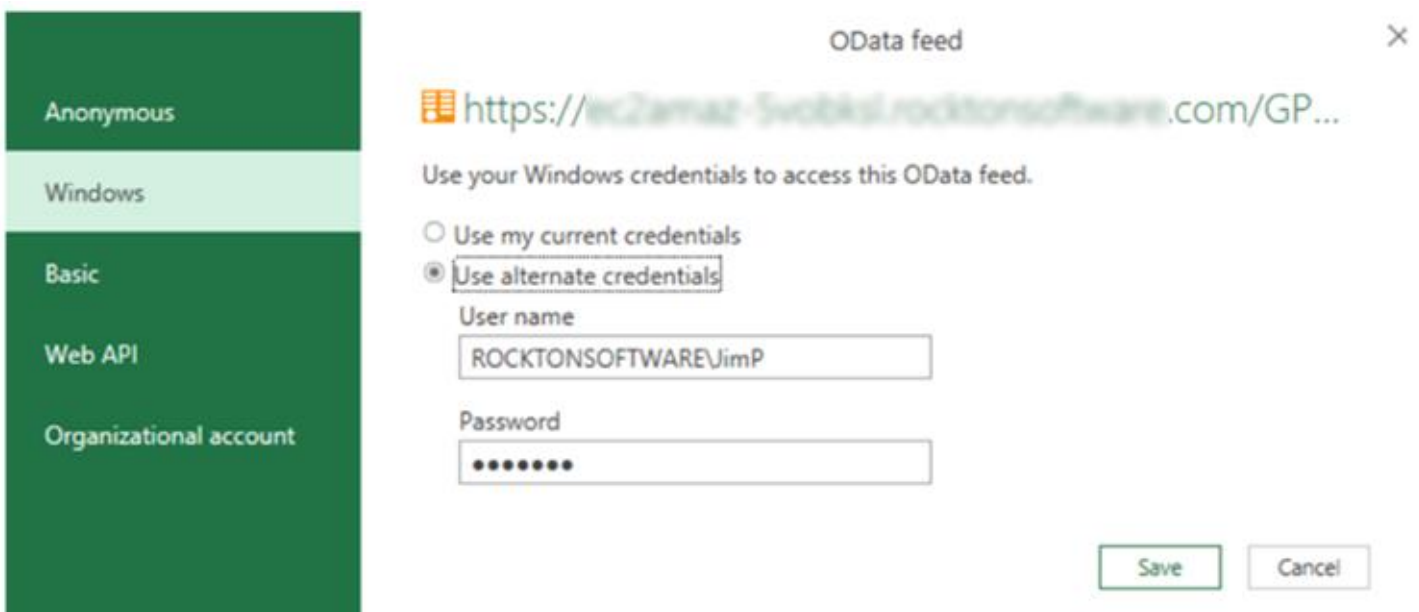 Anonymous
Windows
Basic
Web API
Organizational account
OData feed
https:// .com/GP...
Use your Windows credentials to access this OData feed.
Use my current credentials
Use alternate credentials
User name
ROCKTONSOFTWARE\JimP
Password
•••••••
Save
Cancel